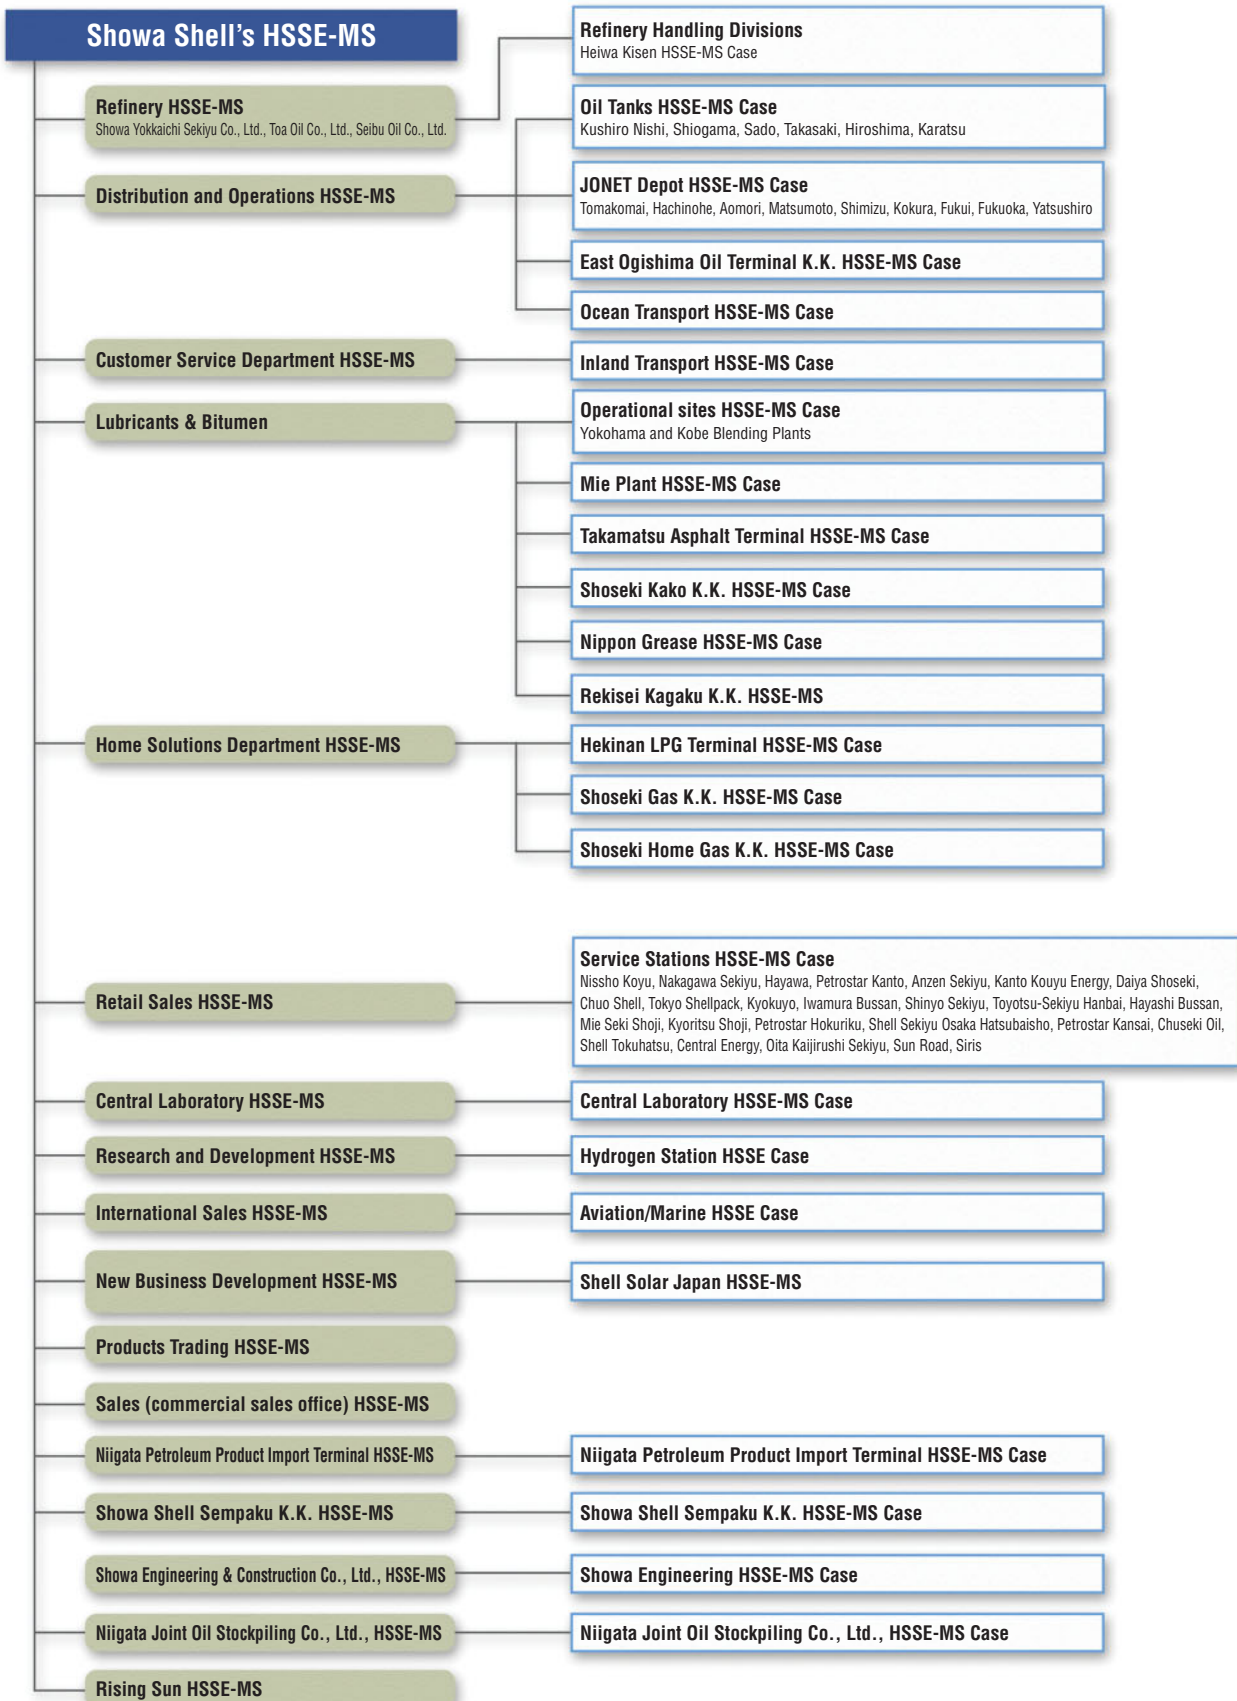 Showa Shell's HSSE-MS
Refinery Handling Divisions
Heiwa Kisen HSSE-MS Case
Refinery HSSE-MS
Showa Yokkaichi Sekiyu Co., Ltd., Toa Oil Co., Ltd., Seibu Oil Co., Ltd.
Oil Tanks HSSE-MS Case
Kushiro Nishi, Shiogama, Sado, Takasaki, Hiroshima, Karatsu
Distribution and Operations HSSE-MS
JONET Depot HSSE-MS Case
Tomakomai, Hachinohe, Aomori, Matsumoto, Shimizu, Kokura, Fukui, Fukuoka, Yatsushiro
East Ogishima Oil Terminal K.K. HSSE-MS Case
Ocean Transport HSSE-MS Case
Customer Service Department HSSE-MS
Inland Transport HSSE-MS Case
Lubricants & Bitumen
Operational sites HSSE-MS Case
Yokohama and Kobe Blending Plants
Mie Plant HSSE-MS Case
Takamatsu Asphalt Terminal HSSE-MS Case
Shoseki Kako K.K. HSSE-MS Case
Nippon Grease HSSE-MS Case
Rekisei Kagaku K.K. HSSE-MS
Home Solutions Department HSSE-MS
Hekinan LPG Terminal HSSE-MS Case
Shoseki Gas K.K. HSSE-MS Case
Shoseki Home Gas K.K. HSSE-MS Case
Retail Sales HSSE-MS
Service Stations HSSE-MS Case
Nissho Koyu, Nakagawa Sekiyu, Hayawa, Petrostar Kanto, Anzen Sekiyu, Kanto Kouyu Energy, Daiya Shoseki,
Chuo Shell, Tokyo Shellpack, Kyokuyo, Iwamura Bussan, Shinyo Sekiyu, Toyotsu-Sekiyu Hanbai, Hayashi Bussan,
Mie Seki Shoji, Kyoritsu Shoji, Petrostar Hokuriku, Shell Sekiyu Osaka Hatsubaisho, Petrostar Kansai, Chuseki Oil,
Shell Tokuhatsu, Central Energy, Oita Kaijirushi Sekiyu, Sun Road, Siris
Central Laboratory HSSE-MS
Central Laboratory HSSE-MS Case
Research and Development HSSE-MS
Hydrogen Station HSSE Case
International Sales HSSE-MS
Aviation/Marine HSSE Case
New Business Development HSSE-MS
Shell Solar Japan HSSE-MS
Products Trading HSSE-MS
Sales (commercial sales office) HSSE-MS
Niigata Petroleum Product Import Terminal HSSE-MS
Niigata Petroleum Product Import Terminal HSSE-MS Case
Showa Shell Sempaku K.K. HSSE-MS
Showa Shell Sempaku K.K. HSSE-MS Case
Showa Engineering & Construction Co., Ltd., HSSE-MS
Showa Engineering HSSE-MS Case
Niigata Joint Oil Stockpiling Co., Ltd., HSSE-MS
Niigata Joint Oil Stockpiling Co., Ltd., HSSE-MS Case
Rising Sun HSSE-MS